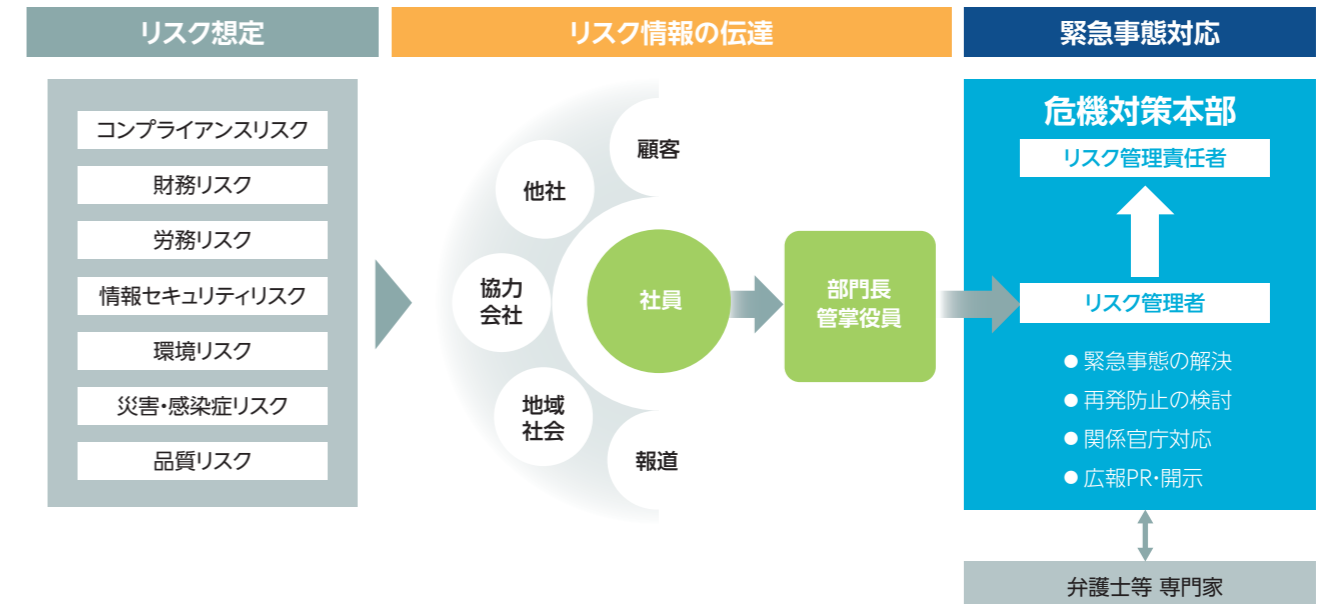 リスク想定
コンプライアンスリスク
財務リスク
労務リスク
情報セキュリティリスク
環境リスク
災害・感染症リスク
品質リスク
リスク情報の伝達
顧客
他社
協力
会社
地域
社会
報道
社員
部門長
管掌役員
緊急事態対応
危機対策本部
リスク管理責任者
リスク管理者
●緊急事態の解決
●再発防止の検討
●関係官庁対応
●広報PR・開示
弁護士等 専門家